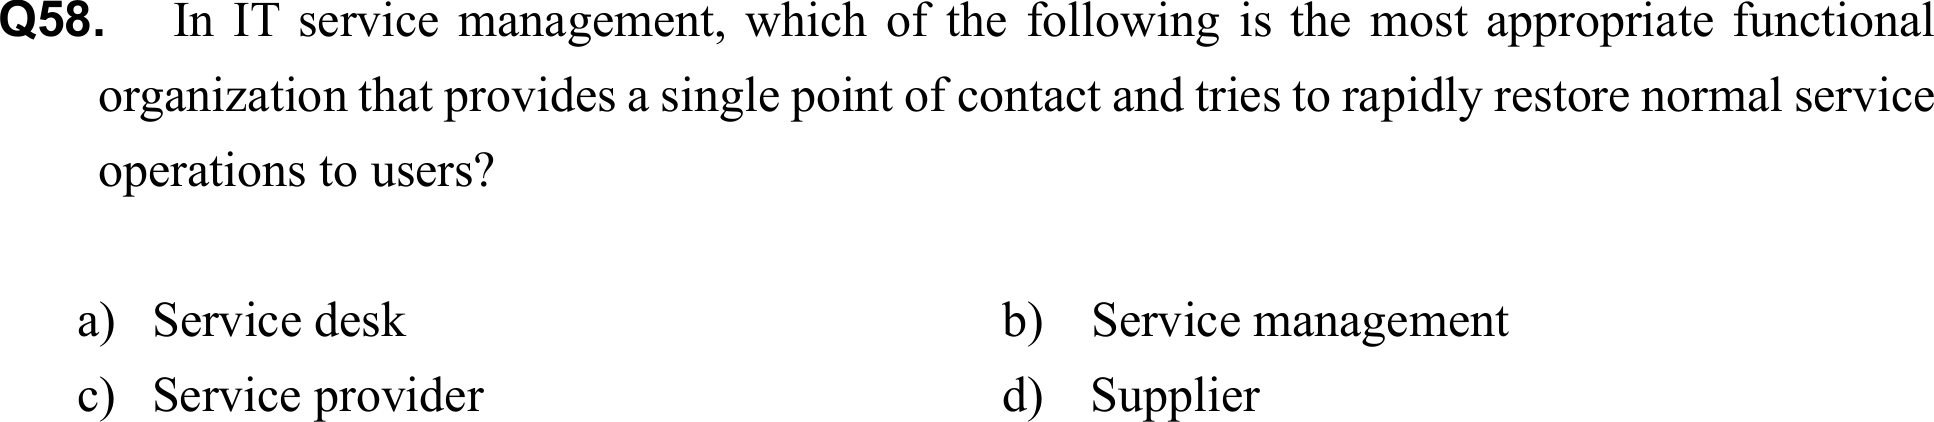 Q58. In IT service management, which of the following is the most appropriate functional
organization that provides a single point of contact and tries to rapidly restore normal service
operations to users?
a) Service desk b) Service management
c) Service provider d) Supplier